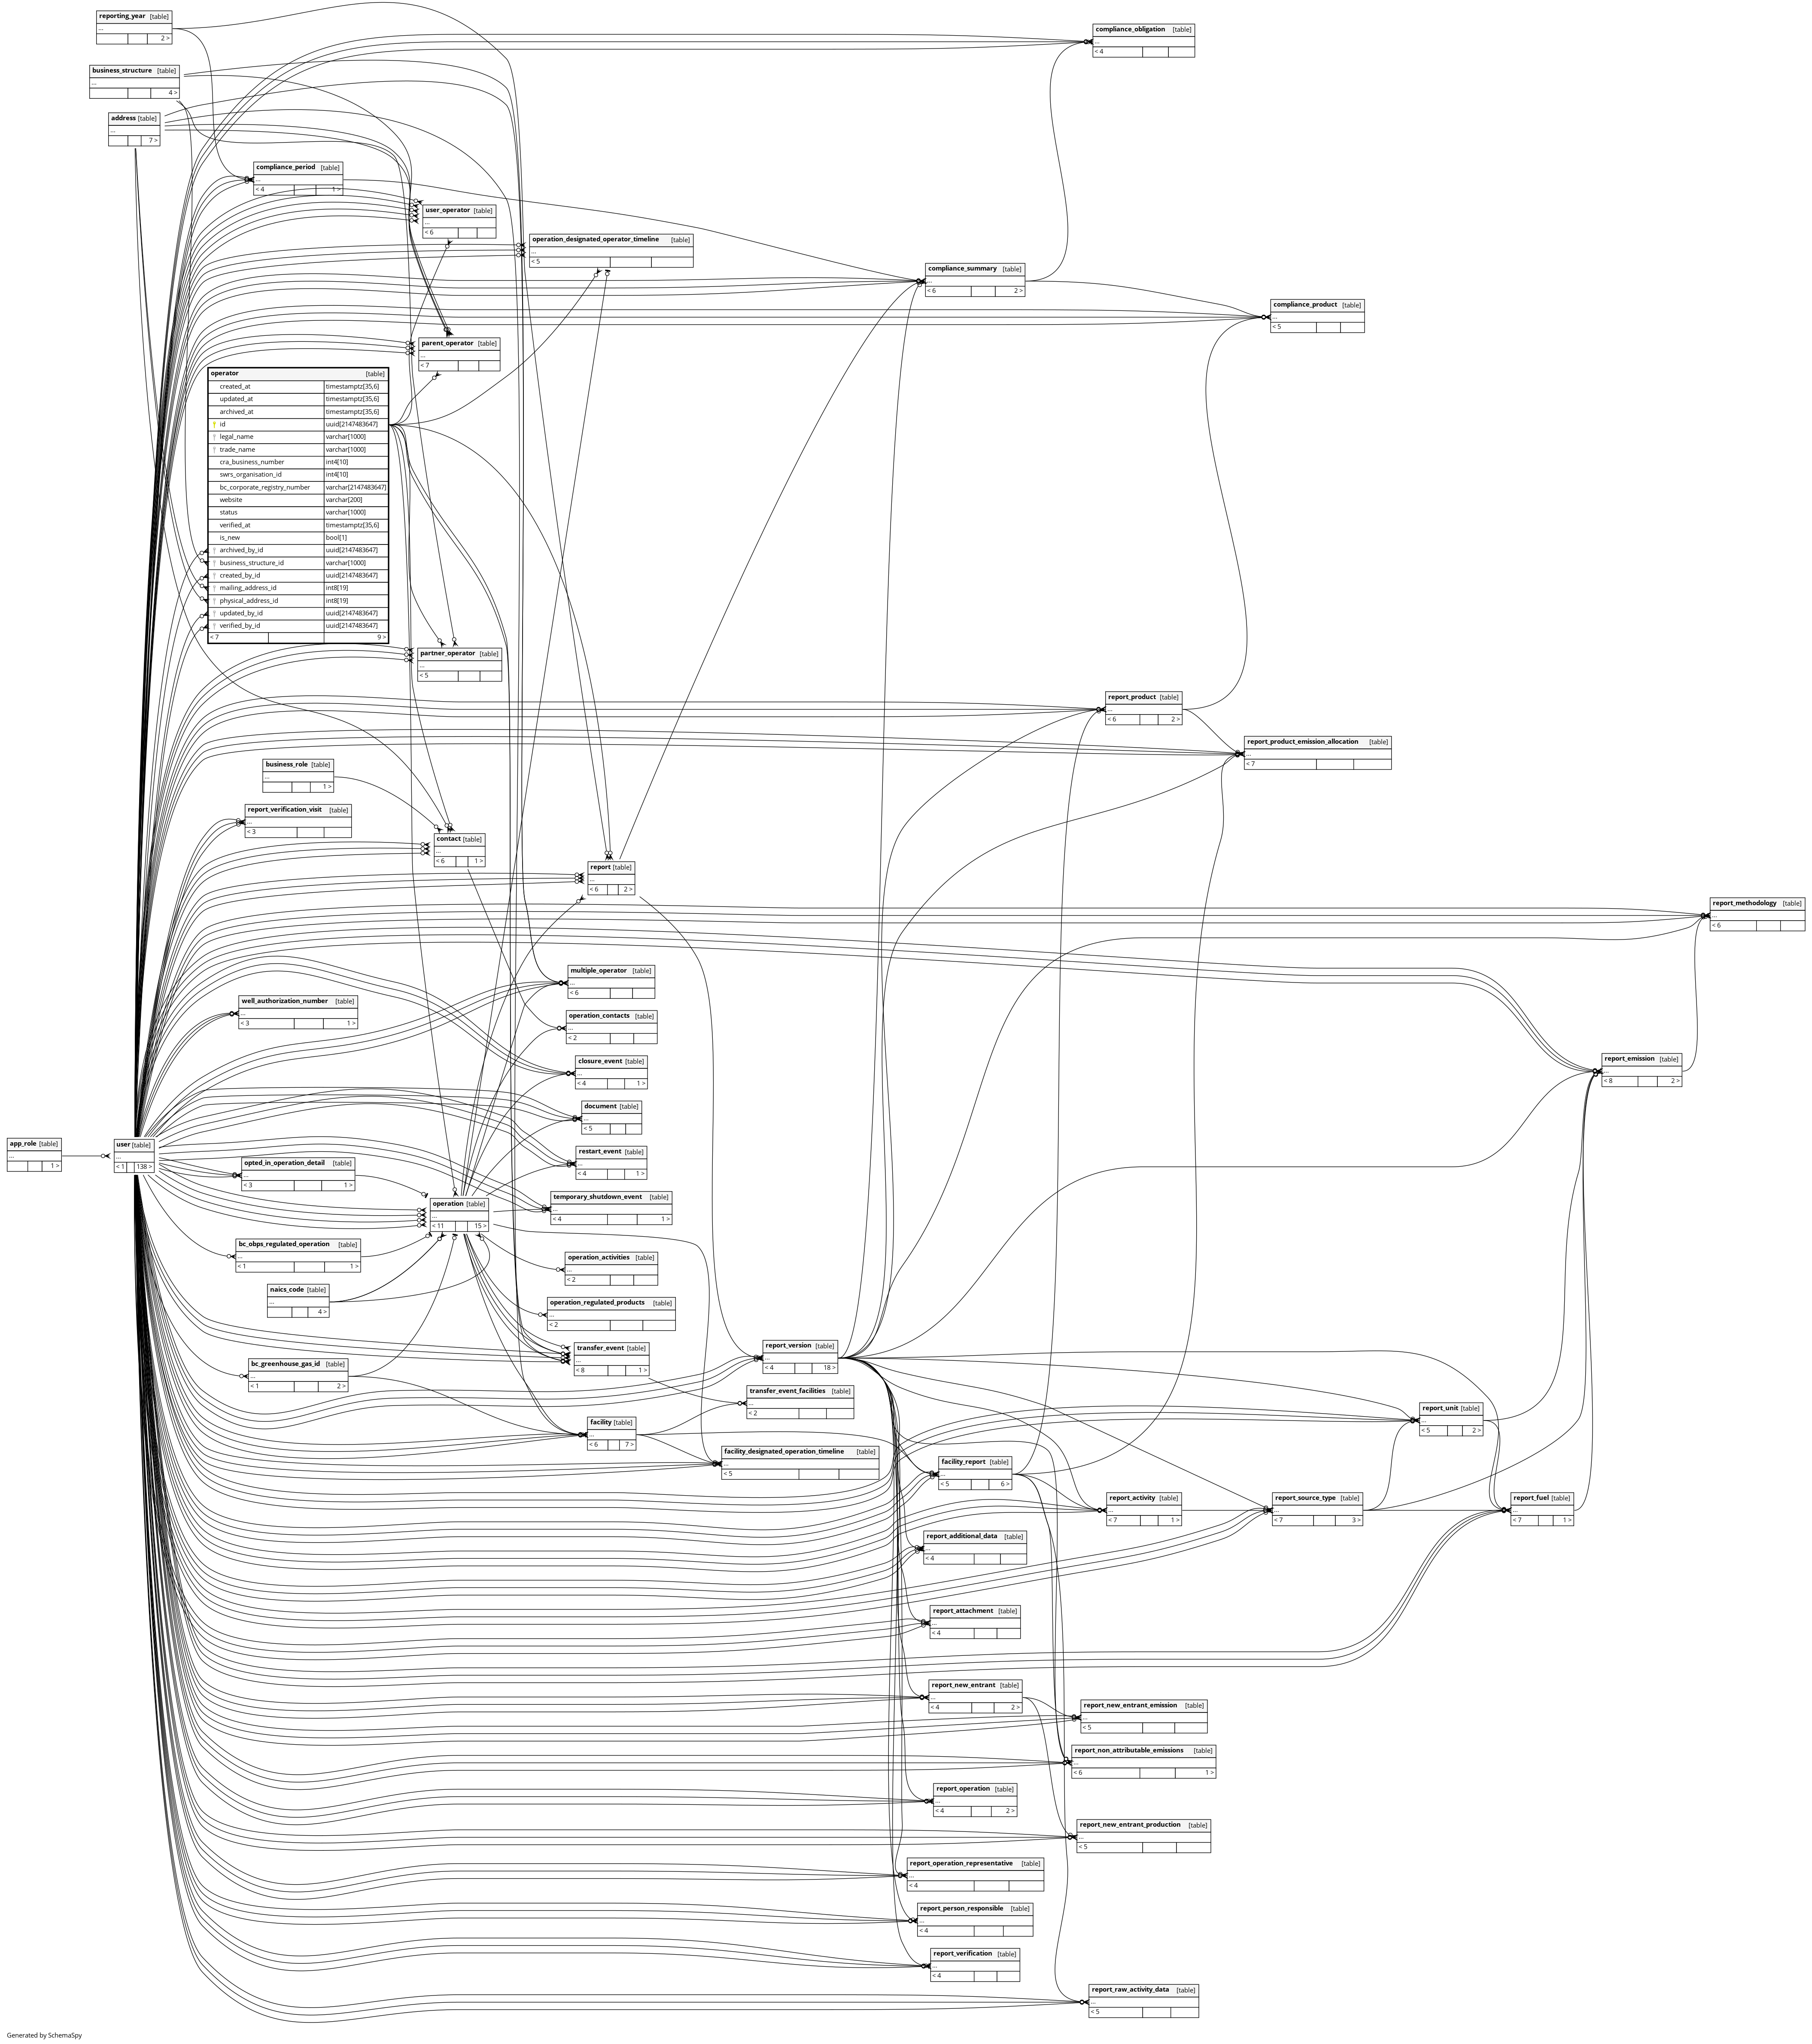 reporting_year [table]
...
2 >
compliance_obligation [table]
...
< 4
business_structure [table]
...
4 >
address [table]
...
7 >
compliance_period [table]
...
< 4 1 >
user_operator [table]
...
< 6
operation_designated_operator_timeline [table]
...
< 5
compliance_summary [table]
...
< 6 2 >
compliance_product [table]
...
< 5
parent_operator [table]
...
< 7
operator [table]
created_at timestamptz[35,6]
updated_at timestamptz[35,6]
archived_at timestamptz[35,6]
id uuid[2147483647]
legal_name varchar[1000]
trade_name varchar[1000]
cra_business_number int4[10]
swrs_organisation_id int4[10]
bc_corporate_registry_number varchar[2147483647]
website varchar[200]
status varchar[1000]
verified_at timestamptz[35,6]
is_new bool[1]
archived_by_id uuid[2147483647]
business_structure_id varchar[1000]
created_by_id uuid[2147483647]
mailing_address_id int8[19]
physical_address_id int8[19]
updated_by_id uuid[2147483647]
verified_by_id uuid[2147483647]
< 7 9 >
partner_operator [table]
...
< 5
report_product [table]
...
< 6 2 >
report_product_emission_allocation [table]
...
< 7
business_role [table]
...
1 >
report_verification_visit [table]
...
< 3
contact [table]
...
< 6 1 >
report [table]
...
< 6 2 >
report_methodology [table]
...
< 6
multiple_operator [table]
...
< 6
well_authorization_number [table]
...
< 3 1 >
operation_contacts [table]
...
< 2
closure_event [table]
...
< 4 1 >
report_emission [table]
...
< 8 2 >
document [table]
...
< 5
app_role [table]
...
1 >
user [table]
...
< 1 138 >
restart_event [table]
...
< 4 1 >
opted_in_operation_detail [table]
...
< 3 1 >
temporary_shutdown_event [table]
...
< 4 1 >
operation [table]
...
< 11 15 >
bc_obps_regulated_operation [table]
...
< 1 1 >
operation_activities [table]
...
< 2
naics_code [table]
...
4 >
operation_regulated_products [table]
...
< 2
transfer_event [table]
...
< 8 1 >
report_version [table]
...
< 4 18 >
bc_greenhouse_gas_id [table]
...
< 1 2 >
transfer_event_facilities [table]
...
< 2
report_unit [table]
...
< 5 2 >
facility [table]
...
< 6 7 >
facility_designated_operation_timeline [table]
...
< 5
facility_report [table]
...
< 5 6 >
report_activity [table]
...
< 7 1 >
report_source_type [table]
...
< 7 3 >
report_fuel [table]
...
< 7 1 >
report_additional_data [table]
...
< 4
report_attachment [table]
...
< 4
report_new_entrant [table]
...
< 4 2 >
report_new_entrant_emission [table]
...
< 5
report_non_attributable_emissions [table]
...
< 6 1 >
report_operation [table]
...
< 4 2 >
report_new_entrant_production [table]
...
< 5
report_operation_representative [table]
...
< 4
report_person_responsible [table]
...
< 4
report_verification [table]
...
< 4
report_raw_activity_data [table]
...
< 5
Generated by SchemaSpy